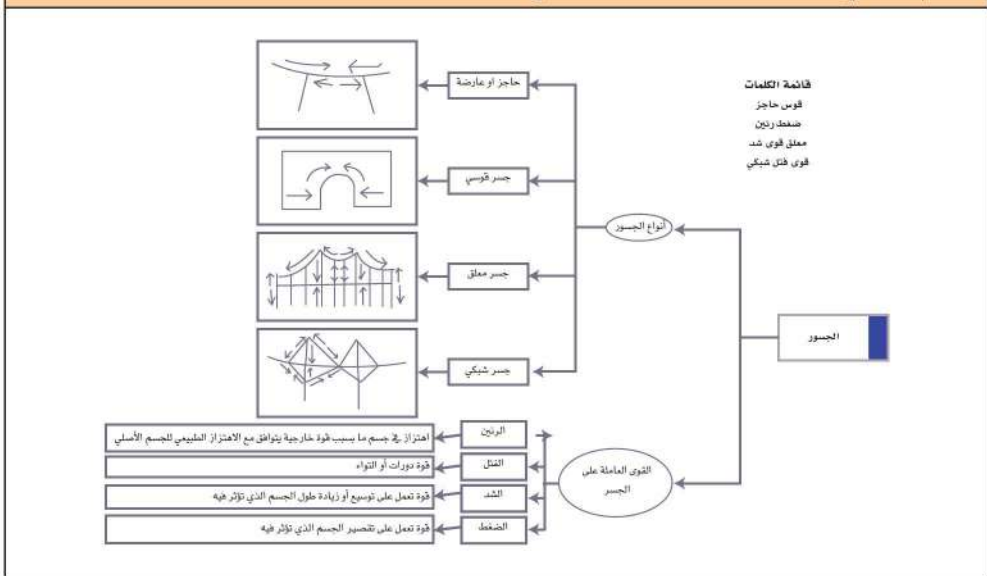 قائمة الكلمات
قوس حاجز
ضغط رنين
معلق قوى شد
قوى فتل شبكي
الجسور
أنواع الجسور
حاجز او عارضة
جسر قوسي
جسر معلق
جسر شبكي
القوى العاملة على
الجسر
الرنين
اهتزاز في جسم ما بسبب قوة خارجية يتوافق مع الاهتزاز الطبيعي للجسم الأصلي
الفتل
قوة دورات أو التواء
الشد
قوة تعمل على توسيع أو زيادة طول الجسم الذي تؤثر فيه
الضغط
قوة تعمل على تقصير الجسم الذي تؤثر فيه